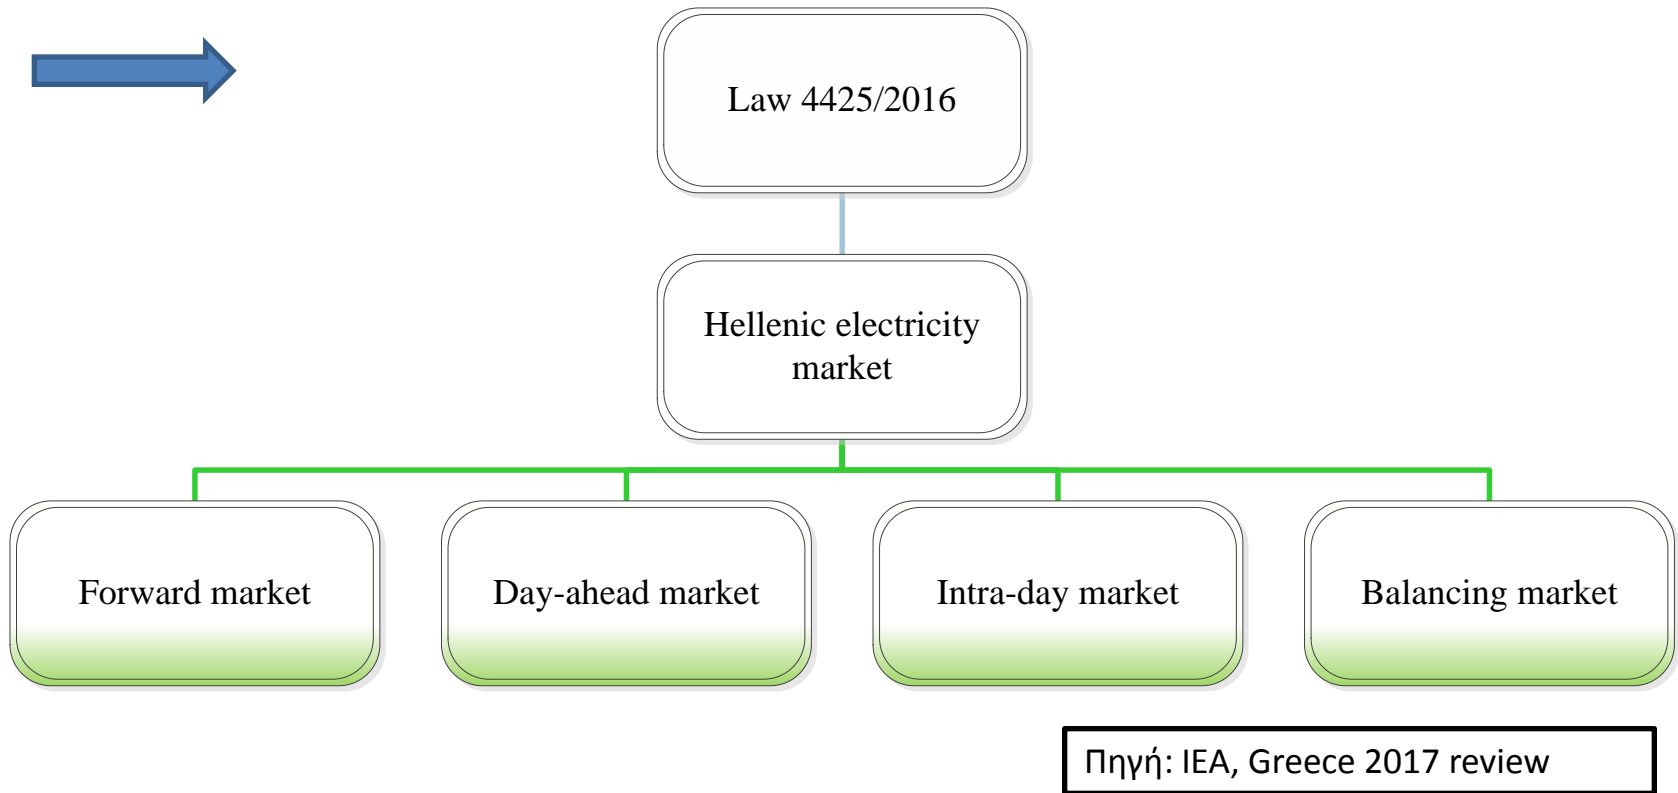 Law 4425/2016
Hellenic electricity
market
Forward market
Day-ahead market
Intra-day market
Balancing market
Πηγή: IEA, Greece 2017 review